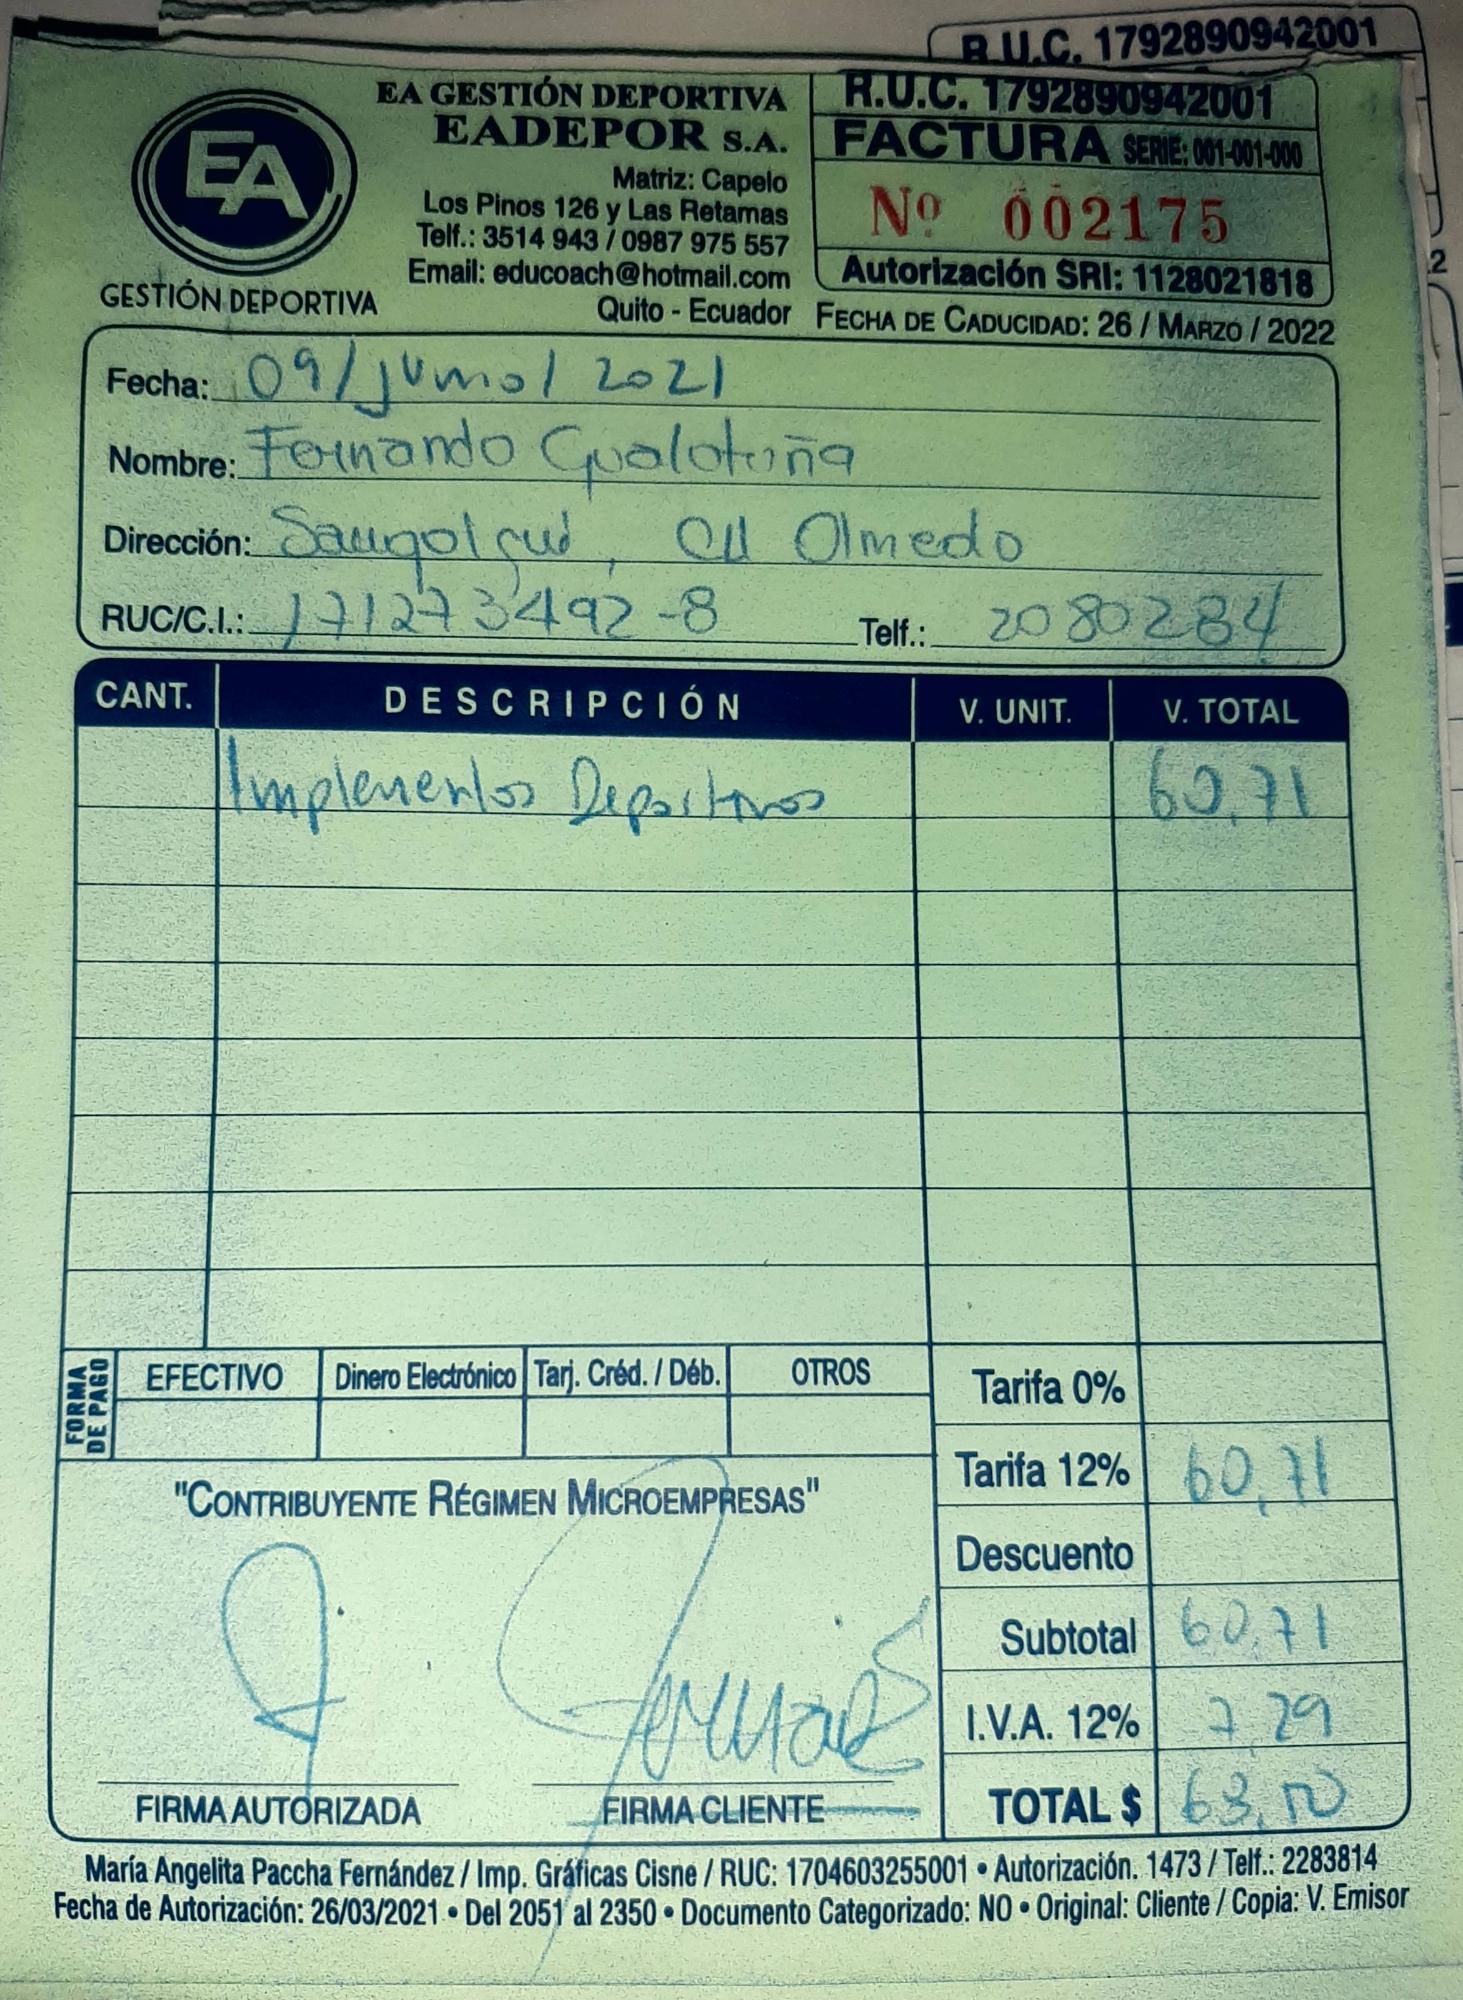 R.U.C. 1792890942001
EA
GESTIÓN DEPORTIVA
EA GESTIÓN DEPORTIVA
EADEPOR S.A.
Matriz: Capelo
Los Pinos 126 y Las Retamas
Telf.: 3514 943 / 0987 975 557
Email: educoach@hotmail.com
Quito - Ecuador
R.U.C. 1792890942001
FACTURA SERIE: 001-001-000
Nº 002175
Autorización SRI: 1128021818
FECHA DE CADUCIDAD: 26 / MARZO / 2022
Fecha: 09/junio/2021
Nombre: Fernando Gualotuña
Dirección: Sangolquí, Cll Olmedo
RUC/C.I.: 171273492-8 Telf.: 2080284
CANT. DESCRIPCIÓN V. UNIT. V. TOTAL
Implementos Deportivos 60,71
FORMA DE PAGO
EFECTIVO Dinero Electrónico Tarj. Créd. / Déb. OTROS
Tarifa 0%
Tarifa 12% 60,71
Descuento
Subtotal 60,71
I.V.A. 12% 7,29
TOTAL $
"CONTRIBUYENTE RÉGIMEN MICROEMPRESAS"
FIRMA AUTORIZADA FIRMA CLIENTE
María Angelita Paccha Fernández / Imp. Gráficas Cisne / RUC: 1704603255001 • Autorización. 1473 / Telf.: 2283814
Fecha de Autorización: 26/03/2021 • Del 2051 al 2350 • Documento Categorizado: NO • Original: Cliente / Copia: V. Emisor